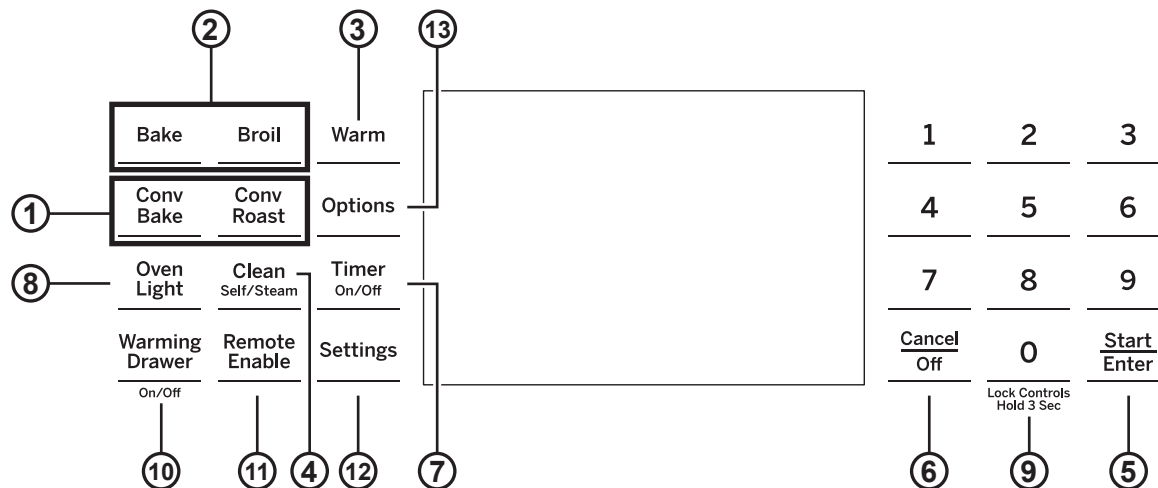 2 3 13
Bake Broil Warm 1 2 3
1 Conv Bake Conv Roast Options 4 5 6
8 Oven Light Clean Self/Steam Timer On/Off 7 8 9
Warming Drawer Remote Enable Settings Cancel Off 0 Start Enter
On/Off Lock Controls Hold 3 Sec
10 11 4 12 7 6 9 5